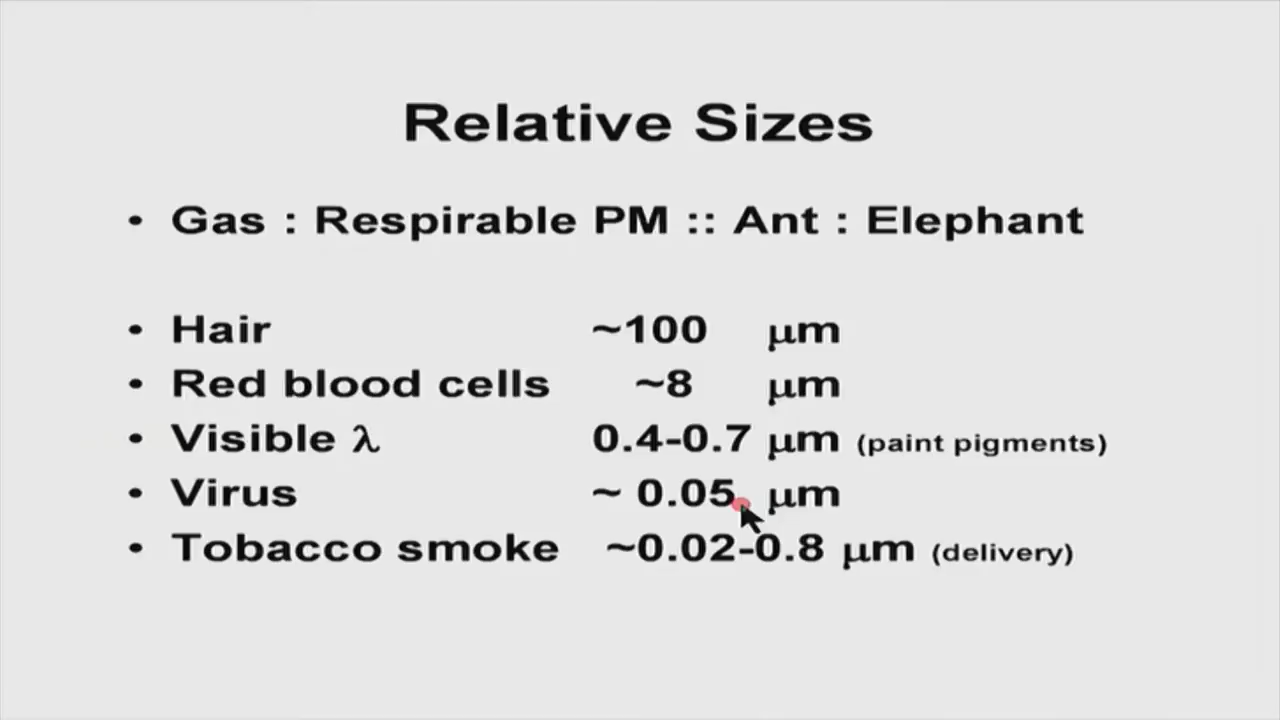 Relative Sizes
• Gas : Respirable PM :: Ant : Elephant
• Hair ~100 μm
• Red blood cells ~8 μm
• Visible λ 0.4-0.7 μm (paint pigments)
• Virus ~ 0.05 μm
• Tobacco smoke ~0.02-0.8 μm (delivery)